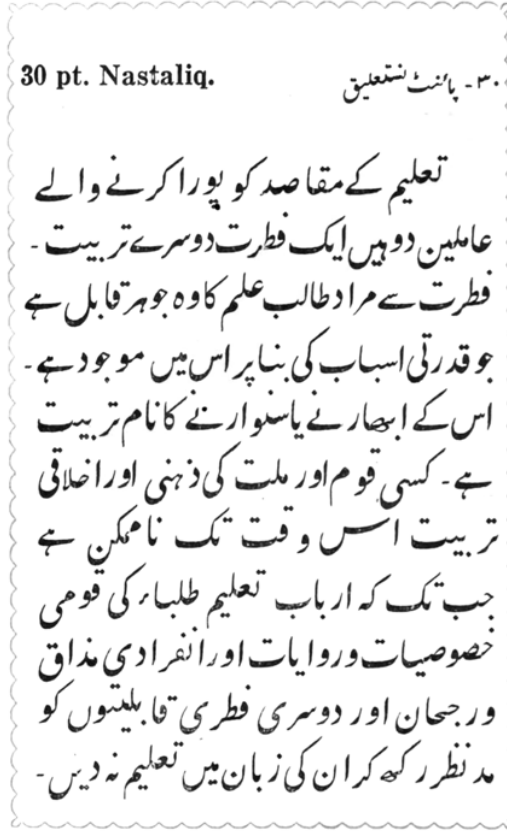 30 pt. Nastaliq.
۳۰- پائنٹ نستعلیق
تعلیم کے مقاصد کو پورا کرنے والے
عاملین دو ہیں ایک فطرت دوسرے تربیت -
فطرت سے مراد طالب علم کا وہ جوہر قابل ہے
جو قدرتی اسباب کی بنا پر اس میں موجود ہے -
اس کے ابھارنے یا سنوارنے کا نام تربیت
ہے - کسی قوم اور ملت کی ذہنی اور اخلاقی
تربیت اس وقت تک ناممکن ہے
جب تک کہ ارباب تعلیم طلباء کی قومی
خصوصیات و روایات اور انفرادی مذاق
و رجحان اور دوسری فطری قابلیتوں کو
مد نظر رکھ کر ان کی زبان میں تعلیم نہ دیں -